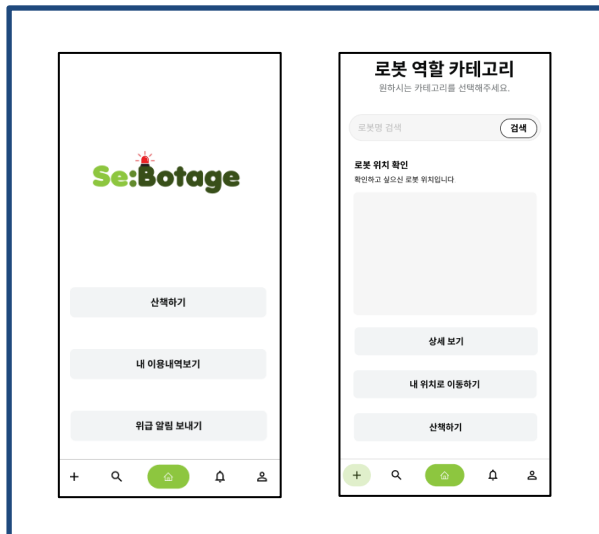 Se:Botage
산책하기
내 이용내역보기
위급 알림 보내기
로봇 역할 카테고리
원하시는 카테고리를 선택해주세요.
로봇명 검색
검색
로봇 위치 확인
확인하고 싶으신 로봇 위치입니다
상세 보기
내 위치로 이동하기
산책하기